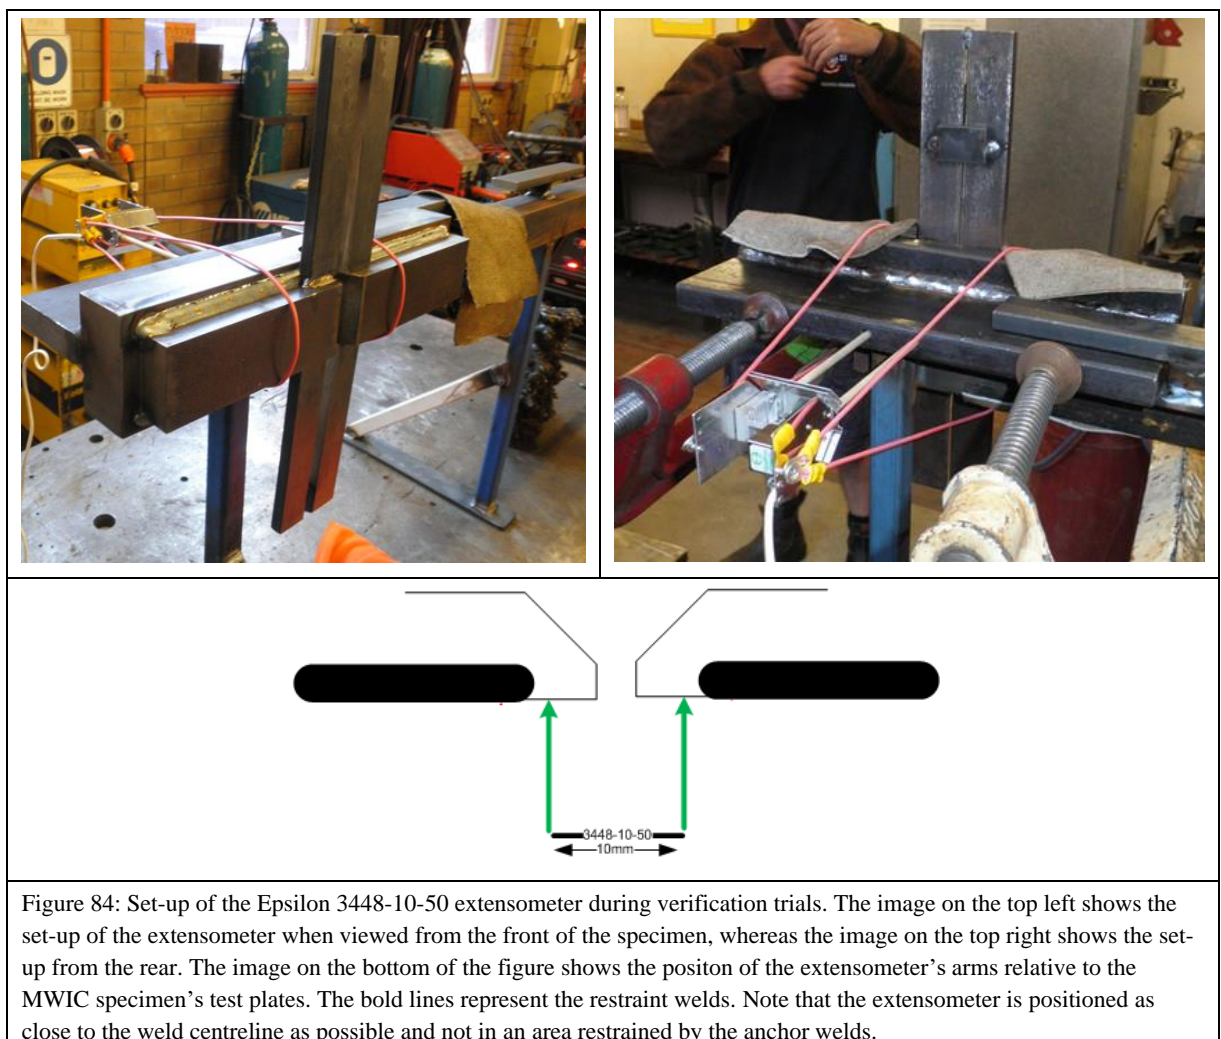 WELDING MASK
MUST BE WORN
3448-10-50
10mm
Figure 84: Set-up of the Epsilon 3448-10-50 extensometer during verification trials. The image on the top left shows the
set-up of the extensometer when viewed from the front of the specimen, whereas the image on the top right shows the set-
up from the rear. The image on the bottom of the figure shows the positon of the extensometer’s arms relative to the
MWIC specimen’s test plates. The bold lines represent the restraint welds. Note that the extensometer is positioned as
close to the weld centreline as possible and not in an area restrained by the anchor welds.